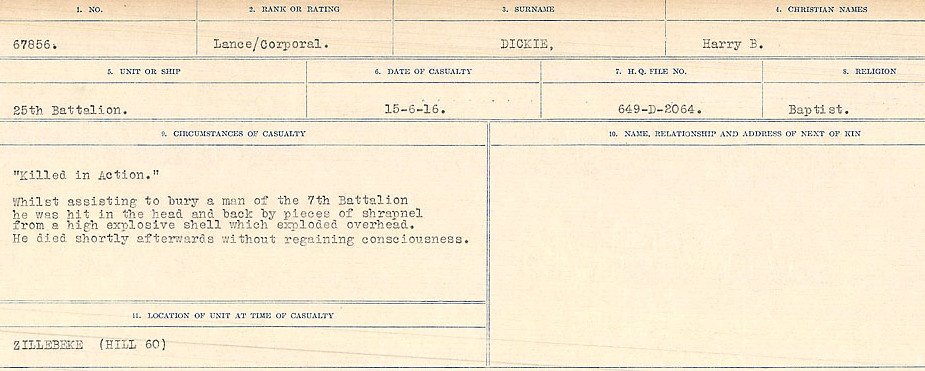 1. NO. 2. RANK OR RATING 3. SURNAME 4. CHRISTIAN NAMES
67856. Lance/Corporal. DICKIE, Harry B.
5. UNIT OR SHIP 6. DATE OF CASUALTY 7. H. Q. FILE NO. 8. RELIGION
25th Battalion. 15-6-16. 649-D-2064. Baptist.
9. CIRCUMSTANCES OF CASUALTY 10. NAME, RELATIONSHIP AND ADDRESS OF NEXT OF KIN
"Killed in Action."
Whilst assisting to bury a man of the 7th Battalion
he was hit in the head and back by pieces of shrapnel
from a high explosive shell which exploded overhead.
He died shortly afterwards without regaining consciousness.
11. LOCATION OF UNIT AT TIME OF CASUALTY
ZILLEBEKE (HILL 60)